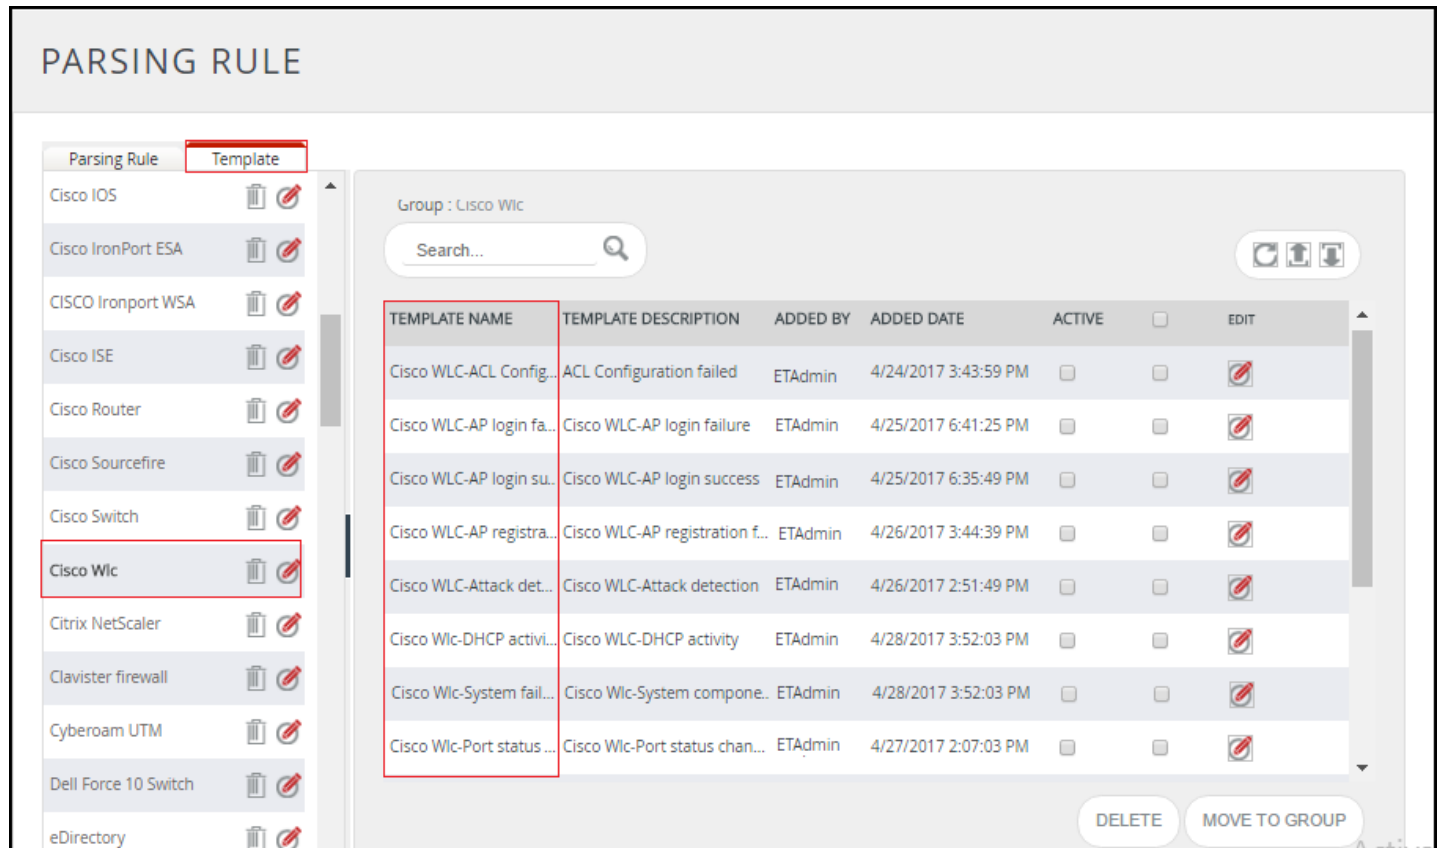 PARSING RULE
Parsing Rule Template
Cisco IOS
Cisco IronPort ESA
CISCO Ironport WSA
Cisco ISE
Cisco Router
Cisco Sourcefire
Cisco Switch
Cisco Wlc
Citrix NetScaler
Clavister firewall
Cyberoam UTM
Dell Force 10 Switch
eDirectory
Group : Cisco Wlc
Search...
TEMPLATE NAME TEMPLATE DESCRIPTION ADDED BY ADDED DATE ACTIVE EDIT
Cisco WLC-ACL Config... ACL Configuration failed ETAdmin 4/24/2017 3:43:59 PM
Cisco WLC-AP login fa... Cisco WLC-AP login failure ETAdmin 4/25/2017 6:41:25 PM
Cisco WLC-AP login su.. Cisco WLC-AP login success ETAdmin 4/25/2017 6:35:49 PM
Cisco WLC-AP registra... Cisco WLC-AP registration f... ETAdmin 4/26/2017 3:44:39 PM
Cisco WLC-Attack det... Cisco WLC-Attack detection ETAdmin 4/26/2017 2:51:49 PM
Cisco Wlc-DHCP activi... Cisco WLC-DHCP activity ETAdmin 4/28/2017 3:52:03 PM
Cisco Wlc-System fail... Cisco Wlc-System compone.. ETAdmin 4/28/2017 3:52:03 PM
Cisco Wlc-Port status ... Cisco Wlc-Port status chan... ETAdmin 4/27/2017 2:07:03 PM
DELETE MOVE TO GROUP